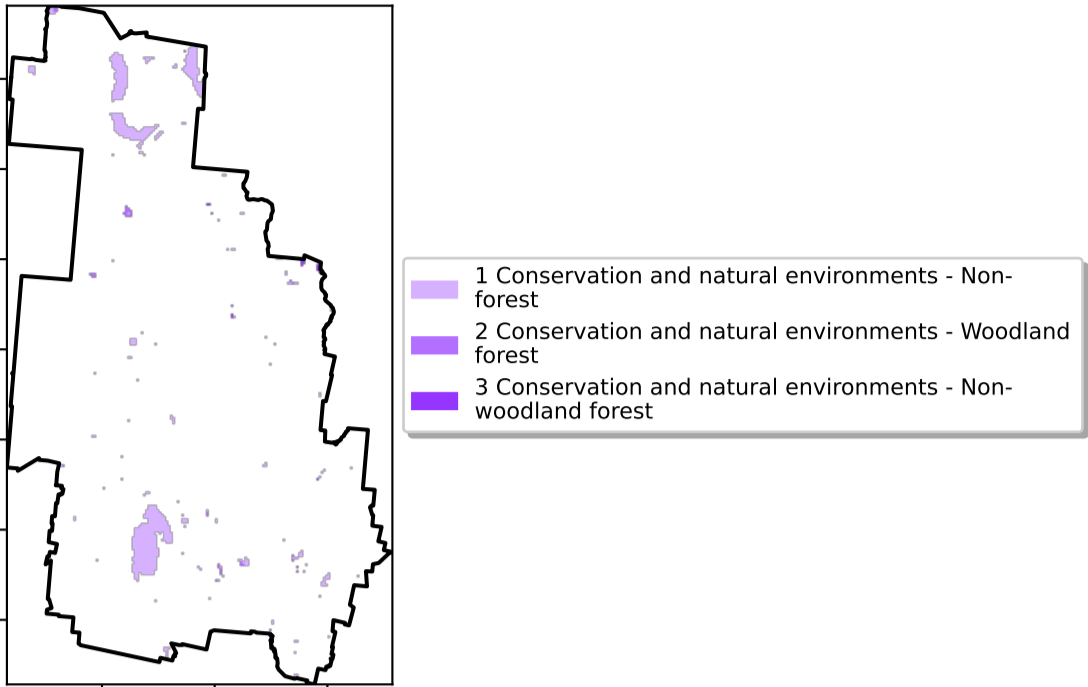 1 Conservation and natural environments - Non-
forest
2 Conservation and natural environments - Woodland
forest
3 Conservation and natural environments - Non-
woodland forest